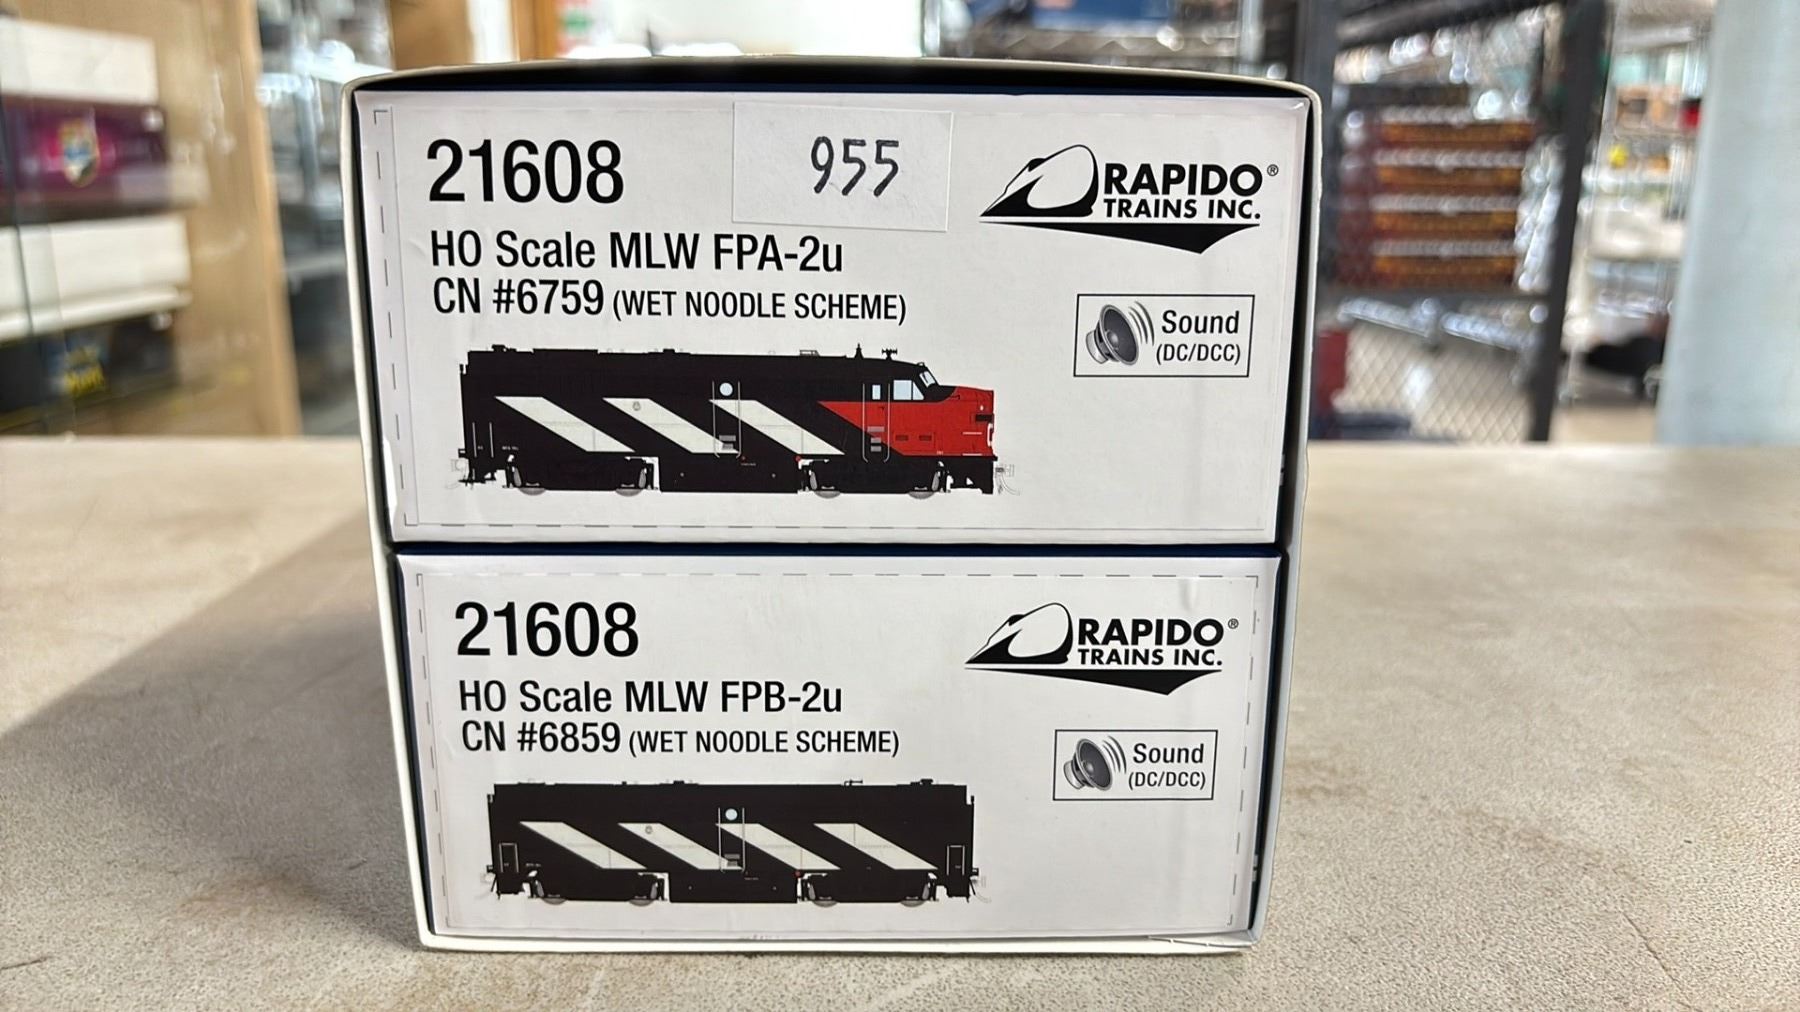 21608
955
RAPIDO®
TRAINS INC.
HO Scale MLW FPA-2u
CN #6759 (WET NOODLE SCHEME)
Sound
(DC/DCC)
21608
RAPIDO®
TRAINS INC.
HO Scale MLW FPB-2u
CN #6859 (WET NOODLE SCHEME)
Sound
(DC/DCC)